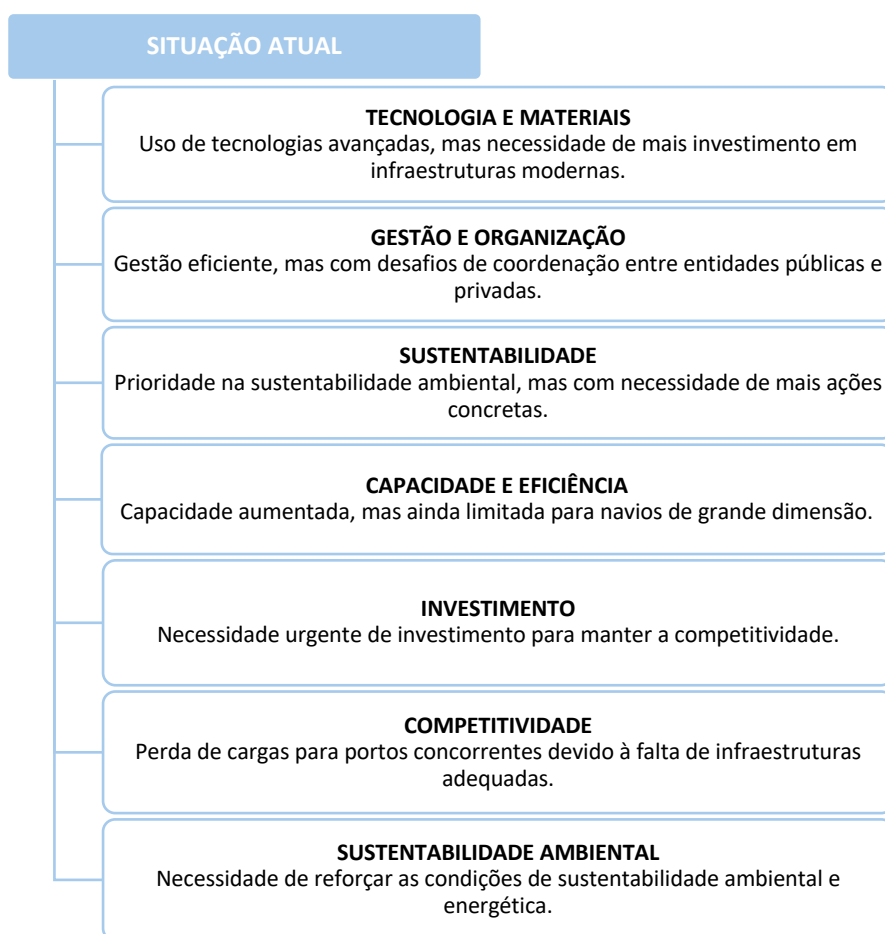 SITUAÇÃO ATUAL
TECNOLOGIA E MATERIAIS
Uso de tecnologias avançadas, mas necessidade de mais investimento em
infraestruturas modernas.
GESTÃO E ORGANIZAÇÃO
Gestão eficiente, mas com desafios de coordenação entre entidades públicas e
privadas.
SUSTENTABILIDADE
Prioridade na sustentabilidade ambiental, mas com necessidade de mais ações
concretas.
CAPACIDADE E EFICIÊNCIA
Capacidade aumentada, mas ainda limitada para navios de grande dimensão.
INVESTIMENTO
Necessidade urgente de investimento para manter a competitividade.
COMPETITIVIDADE
Perda de cargas para portos concorrentes devido à falta de infraestruturas
adequadas.
SUSTENTABILIDADE AMBIENTAL
Necessidade de reforçar as condições de sustentabilidade ambiental e
energética.